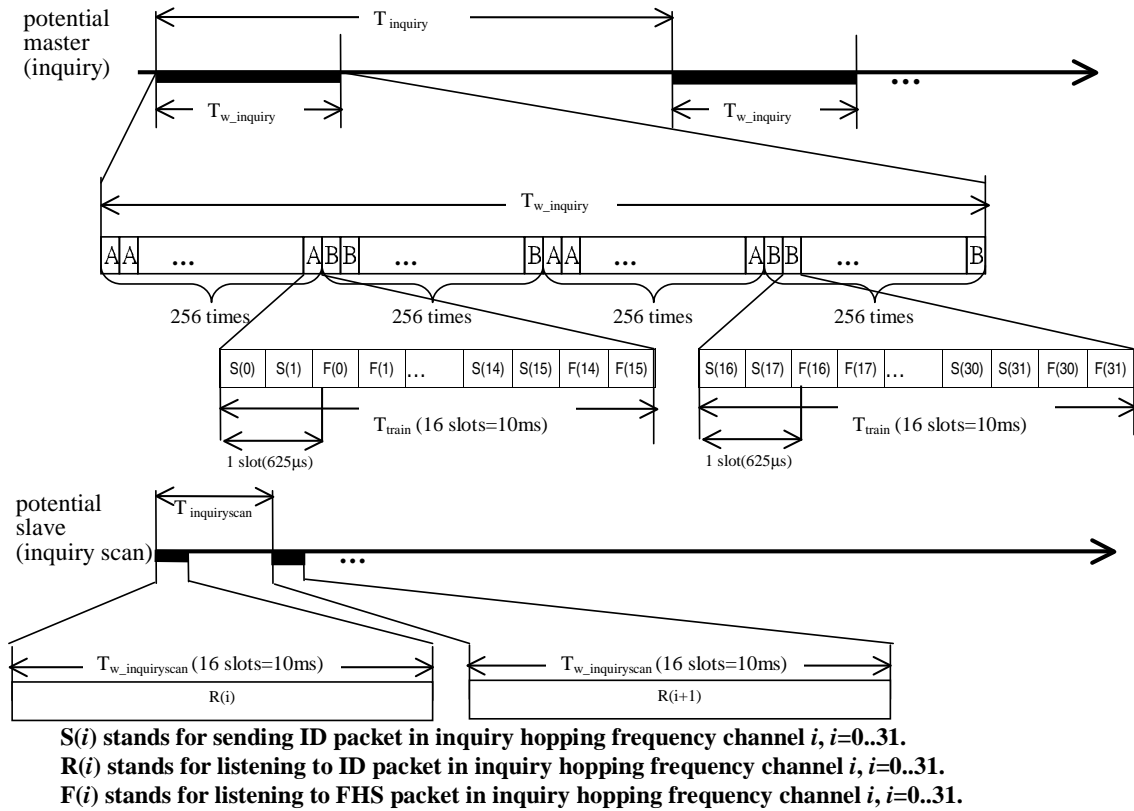 potential
master
(inquiry)
T inquiry
...
T w_inquiry
T w_inquiry
T w_inquiry
A A ... A B B ... B A A ... A B B ... B
256 times 256 times 256 times 256 times
S(0) S(1) F(0) F(1) ... S(14) S(15) F(14) F(15)
S(16) S(17) F(16) F(17) ... S(30) S(31) F(30) F(31)
T train (16 slots=10ms)
T train (16 slots=10ms)
1 slot(625μs)
1 slot(625μs)
potential
slave
(inquiry scan)
T inquiryscan
...
T w_inquiryscan (16 slots=10ms)
T w_inquiryscan (16 slots=10ms)
R(i)
R(i+1)
S(i) stands for sending ID packet in inquiry hopping frequency channel i, i=0..31.
R(i) stands for listening to ID packet in inquiry hopping frequency channel i, i=0..31.
F(i) stands for listening to FHS packet in inquiry hopping frequency channel i, i=0..31.